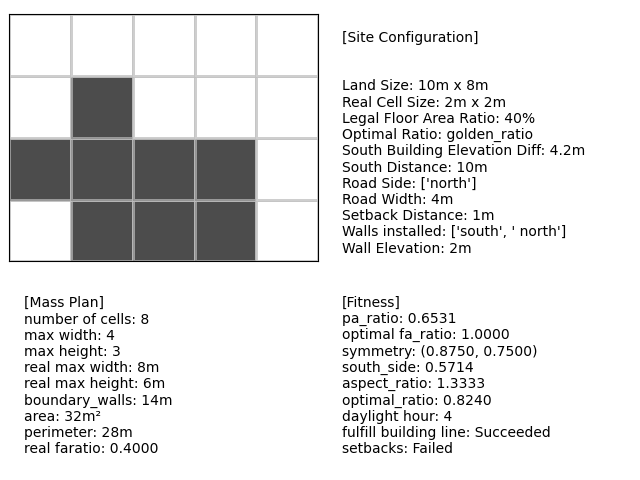 [Site Configuration]
Land Size: 10m x 8m
Real Cell Size: 2m x 2m
Legal Floor Area Ratio: 40%
Optimal Ratio: golden_ratio
South Building Elevation Diff: 4.2m
South Distance: 10m
Road Side: ['north']
Road Width: 4m
Setback Distance: 1m
Walls installed: ['south', ' north']
Wall Elevation: 2m
[Mass Plan]
number of cells: 8
max width: 4
max height: 3
real max width: 8m
real max height: 6m
boundary_walls: 14m
area: 32m²
perimeter: 28m
real faratio: 0.4000
[Fitness]
pa_ratio: 0.6531
optimal fa_ratio: 1.0000
symmetry: (0.8750, 0.7500)
south_side: 0.5714
aspect_ratio: 1.3333
optimal_ratio: 0.8240
daylight hour: 4
fulfill building line: Succeeded
setbacks: Failed